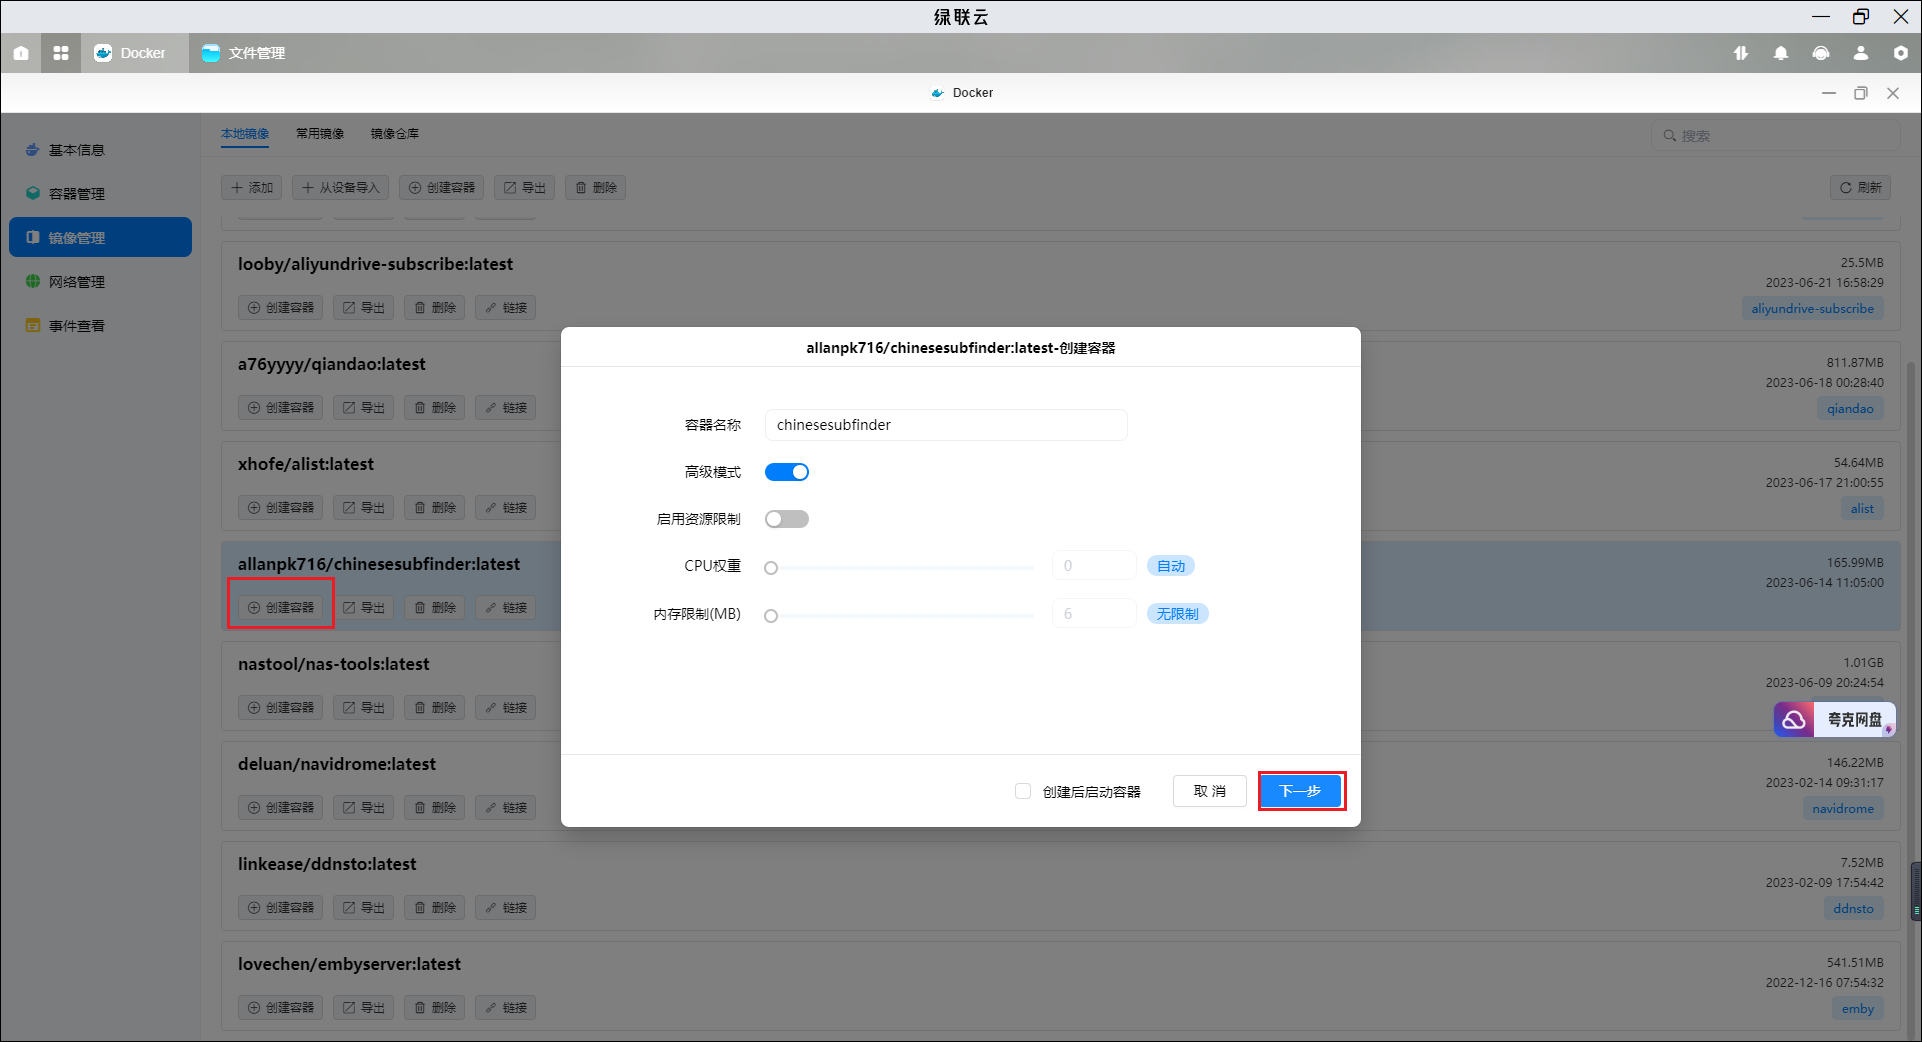 绿联云
Docker
文件管理
Docker
基本信息
容器管理
镜像管理
网络管理
事件查看
本地镜像 常用镜像 镜像仓库
搜索
添加 从设备导入 创建容器 导出 删除
刷新
looby/aliyundrive-subscribe:latest
25.5MB
2023-06-21 16:58:29
创建容器 导出 删除 链接
aliyundrive-subscribe
a76yyyy/qiandao:latest
811.87MB
2023-06-18 00:28:40
创建容器 导出 删除 链接
qiandao
xhofe/alist:latest
54.64MB
2023-06-17 21:00:55
创建容器 导出 删除 链接
alist
allanpk716/chinesesubfinder:latest
165.99MB
2023-06-14 11:05:00
创建容器 导出 删除 链接
nastool/nas-tools:latest
1.01GB
2023-06-09 20:24:54
创建容器 导出 删除 链接
夸克网盘
deluan/navidrome:latest
146.22MB
2023-02-14 09:31:17
创建容器 导出 删除 链接
navidrome
linkease/ddnsto:latest
7.52MB
2023-02-09 17:54:42
创建容器 导出 删除 链接
ddnsto
lovechen/embyserver:latest
541.51MB
2022-12-16 07:54:32
创建容器 导出 删除 链接
emby
allanpk716/chinesesubfinder:latest-创建容器
容器名称 chinesesubfinder
高级模式
启用资源限制
CPU权重 0 自动
内存限制(MB) 6 无限制
创建后启动容器 取 消 下一步